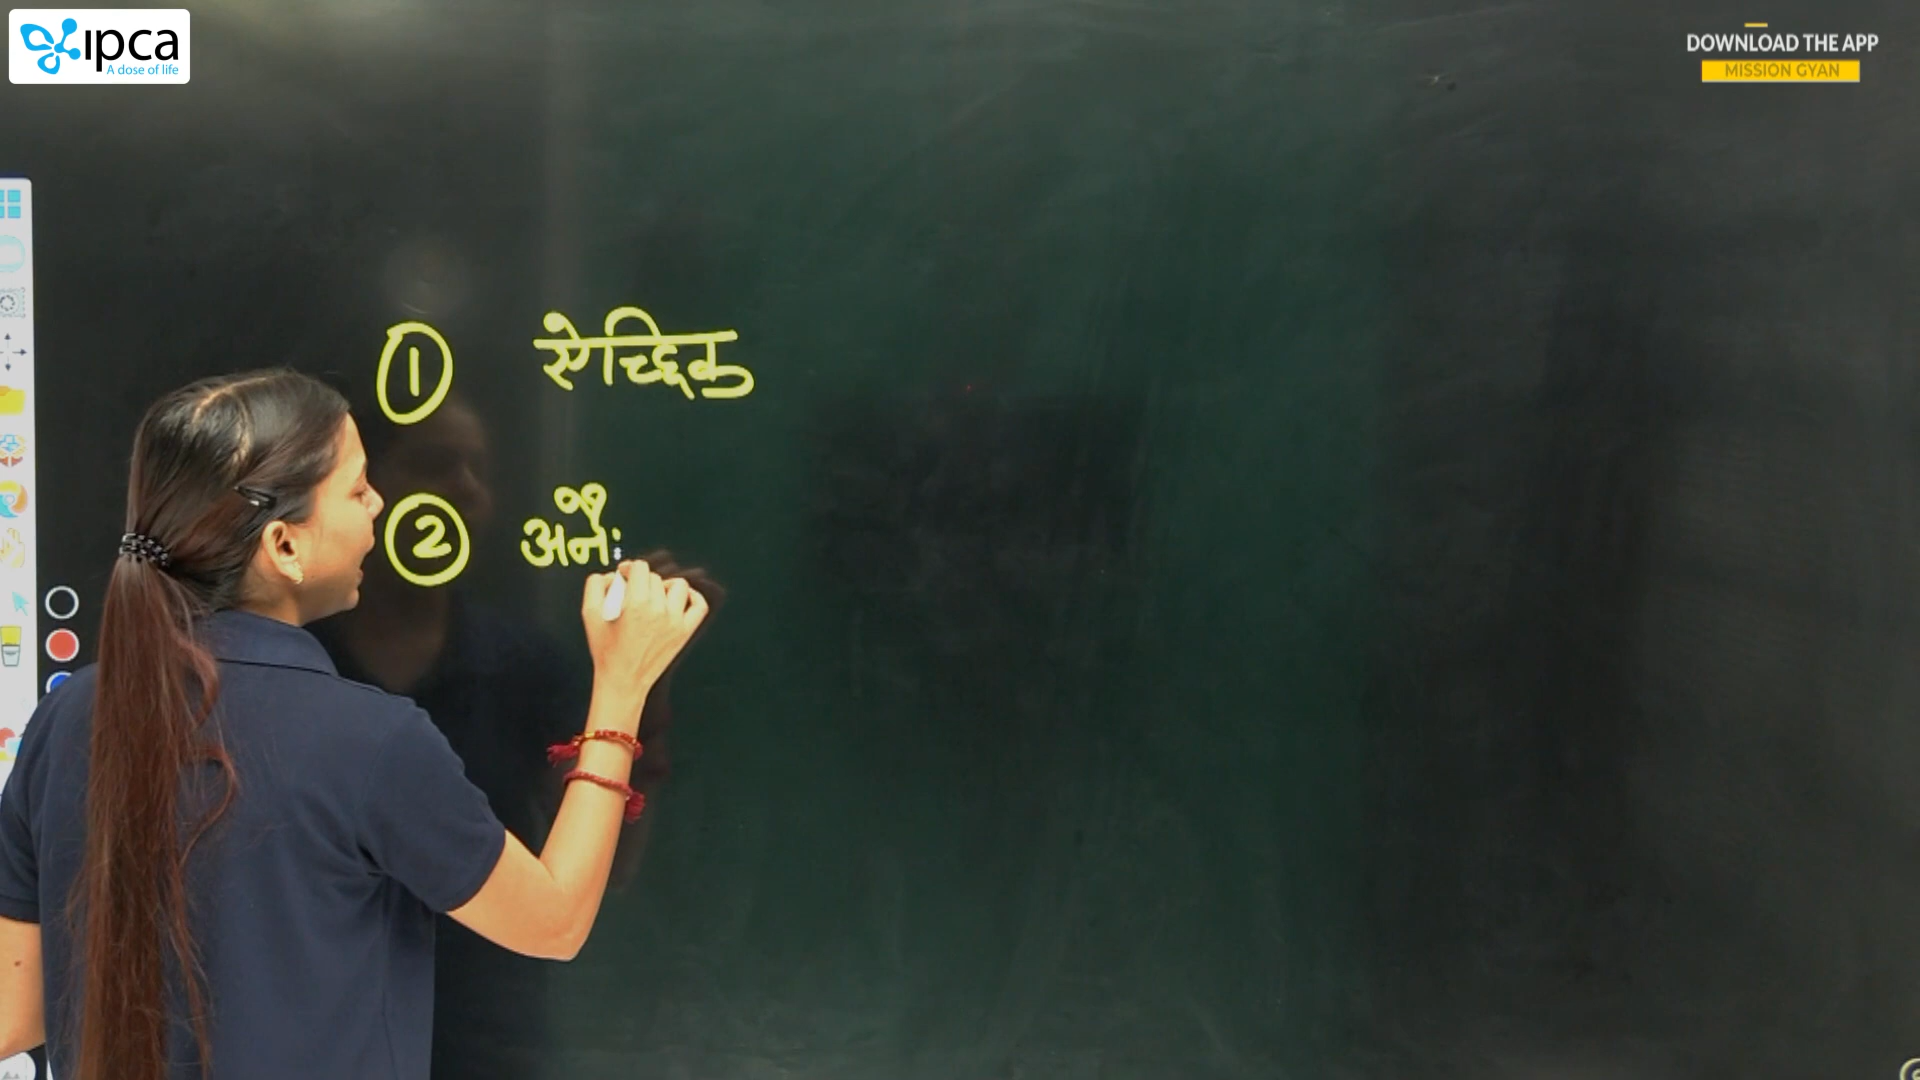 ipca
A dose of life
DOWNLOAD THE APP
MISSION GYAN
1 ऐच्छिक
2 अनै